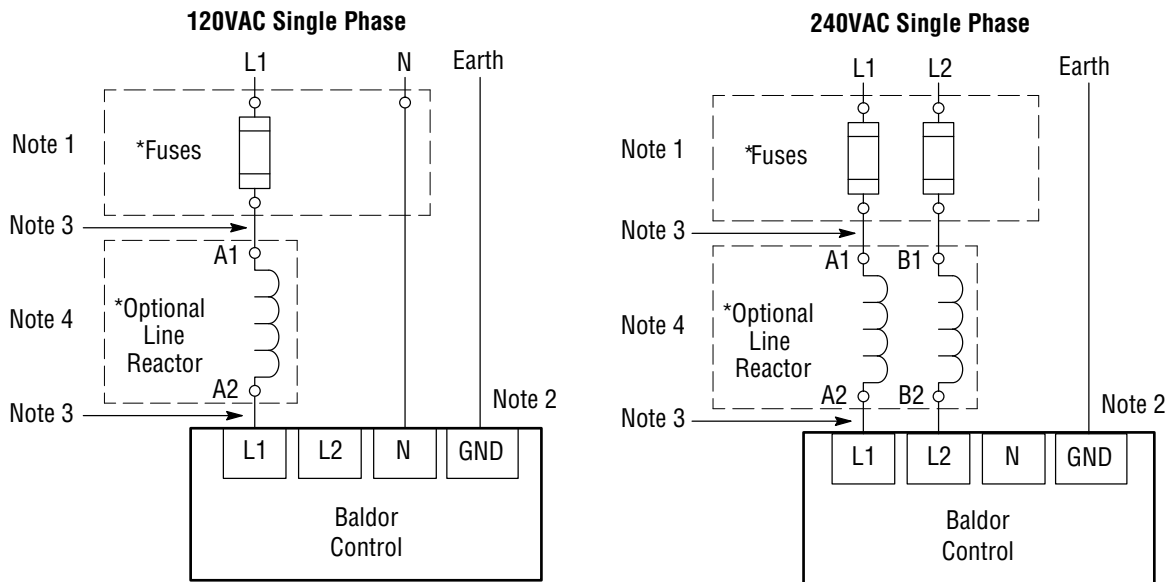 120VAC Single Phase
L1
N
Earth
Note 1
*Fuses
Note 3
A1
*Optional
Line
Reactor
Note 4
A2
Note 3
Note 2
L1
L2
N
GND
Baldor
Control
240VAC Single Phase
L1
L2
Earth
Note 1
*Fuses
Note 3
A1
B1
*Optional
Line
Reactor
Note 4
A2
B2
Note 3
Note 2
L1
L2
N
GND
Baldor
Control